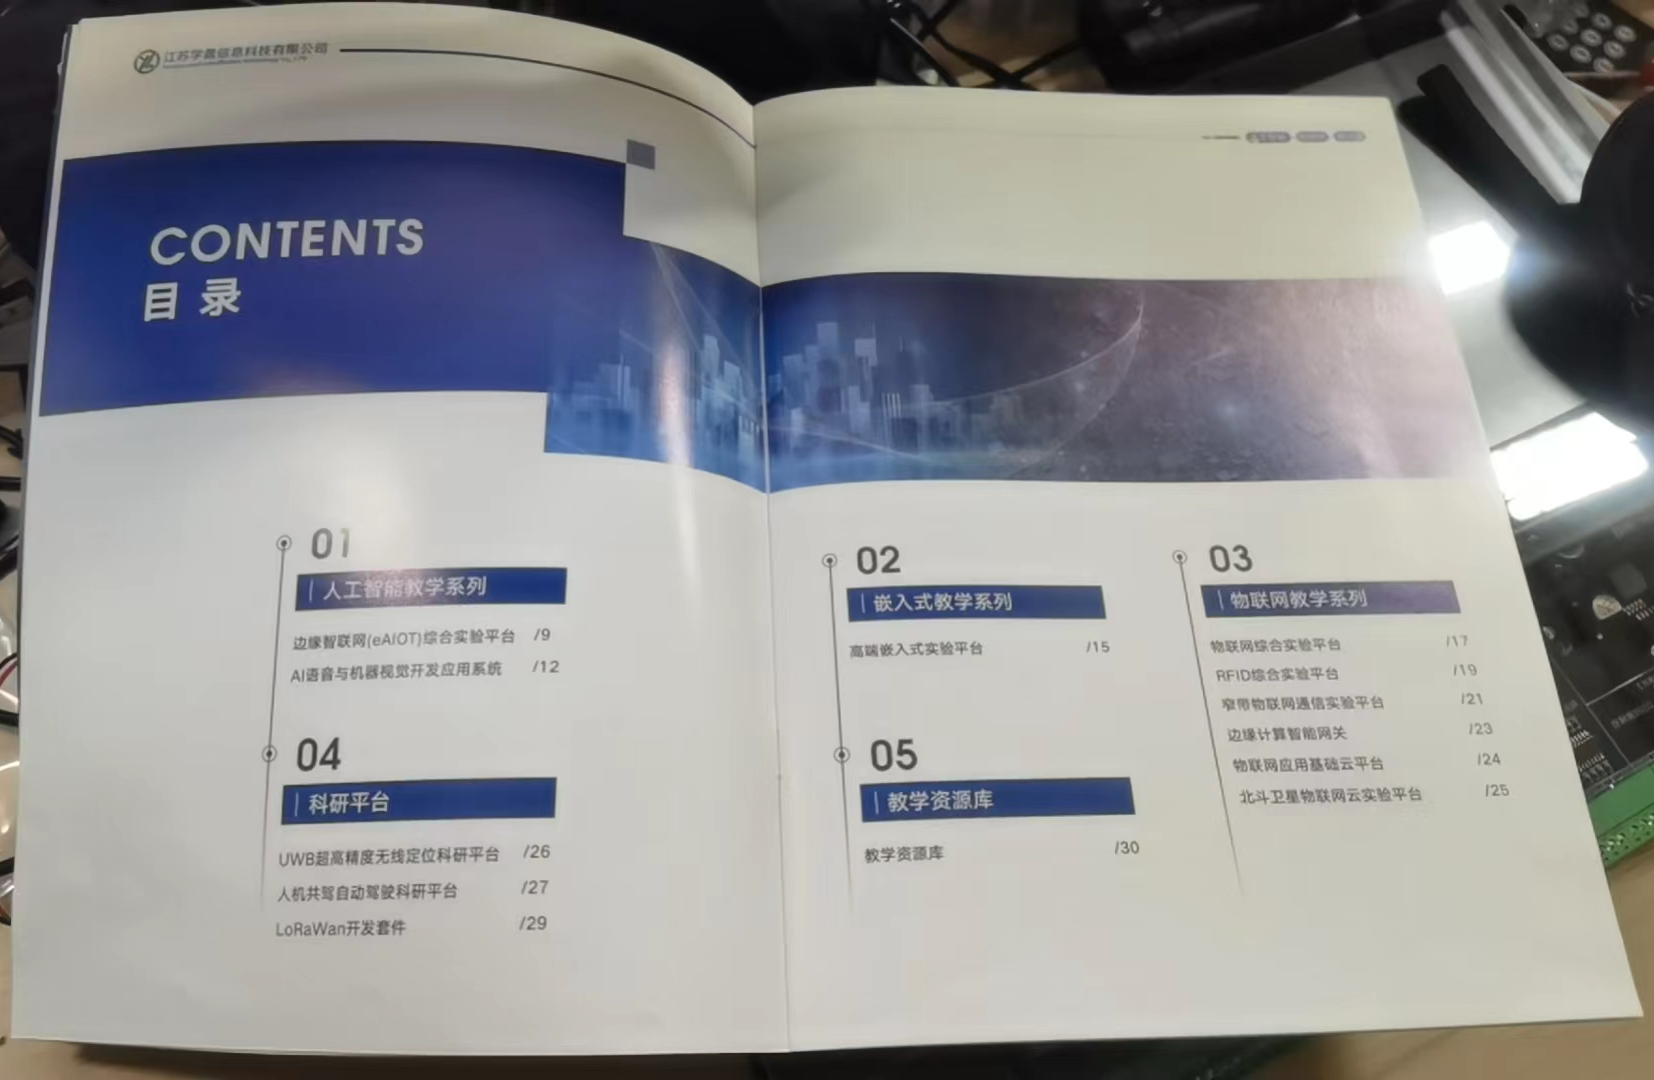 江苏学蠡信息科技有限公司
CONTENTS
目录
01
人工智能教学系列
边缘智联网(eAIOT)综合实验平台 /9
AI语音与机器视觉开发应用系统 /12
04
科研平台
UWB超高精度无线定位科研平台 /26
人机共驾自动驾驶科研平台 /27
LoRaWan开发套件 /29
02
嵌入式教学系列
高端嵌入式实验平台 /15
05
教学资源库
教学资源库 /30
03
物联网教学系列
物联网综合实验平台 /17
RFID综合实验平台 /19
窄带物联网通信实验平台 /21
边缘计算智能网关 /23
物联网应用基础云平台 /24
北斗卫星物联网云实验平台 /25